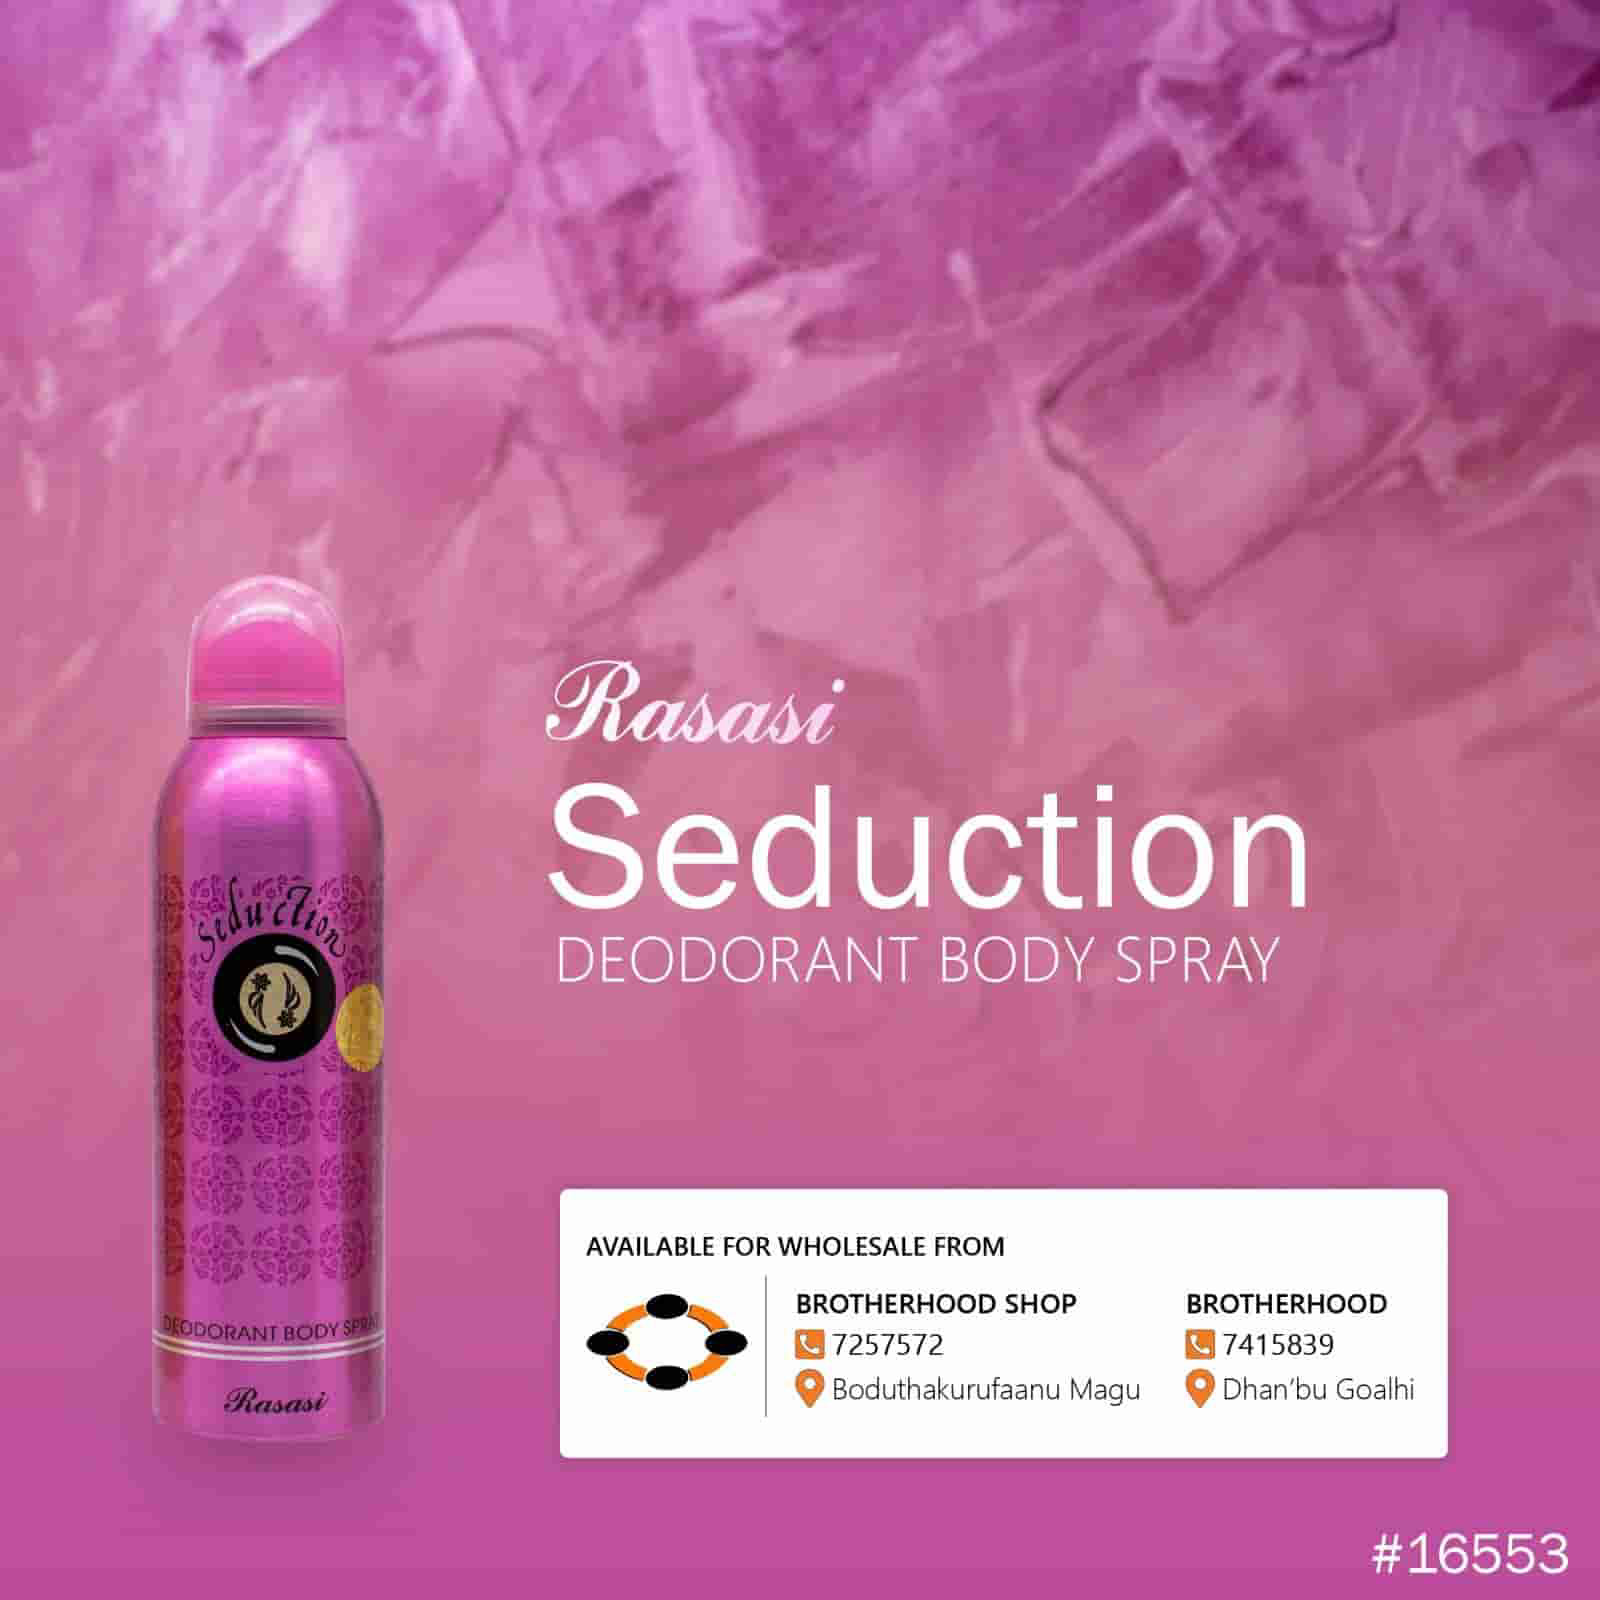 Rasasi
Seduction
DEODORANT BODY SPRAY
Seduction
DEODORANT BODY SPRAY
Rasasi
AVAILABLE FOR WHOLESALE FROM
BROTHERHOOD SHOP
7257572
Boduthakurufaanu Magu
BROTHERHOOD
7415839
Dhan’bu Goalhi
#16553